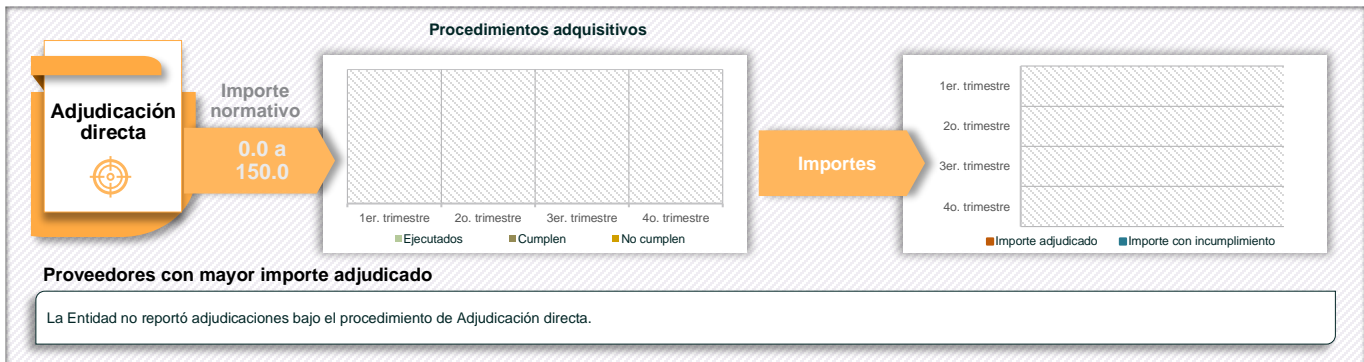 Procedimientos adquisitivos
Adjudicación
directa
Importe
normativo
0.0 a
150.0
1er. trimestre
2o. trimestre
3er. trimestre
4o. trimestre
Ejecutados
Cumplen
No cumplen
Importes
1er. trimestre
2o. trimestre
3er. trimestre
4o. trimestre
Importe adjudicado
Importe con incumplimiento
Proveedores con mayor importe adjudicado
La Entidad no reportó adjudicaciones bajo el procedimiento de Adjudicación directa.